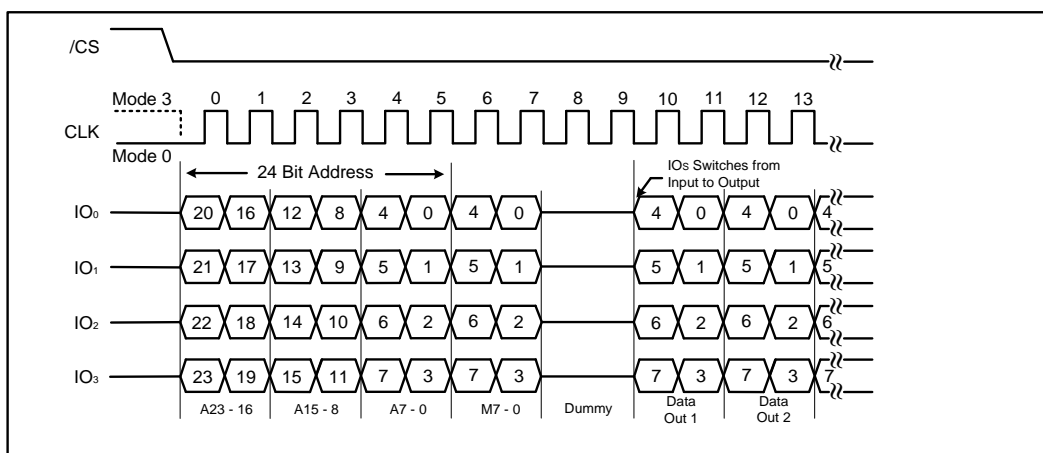 /CS
Mode 3 0 1 2 3 4 5 6 7 8 9 10 11 12 13
CLK
Mode 0
24 Bit Address
IOs Switches from
Input to Output
IO0 20 16 12 8 4 0 4 0 4 0 4 0 4
IO1 21 17 13 9 5 1 5 1 5 1 5 1 5
IO2 22 18 14 10 6 2 6 2 6 2 6 2 6
IO3 23 19 15 11 7 3 7 3 7 3 7 3 7
A23 - 16 A15 - 8 A7 - 0 M7 - 0 Dummy Data Out 1 Data Out 2